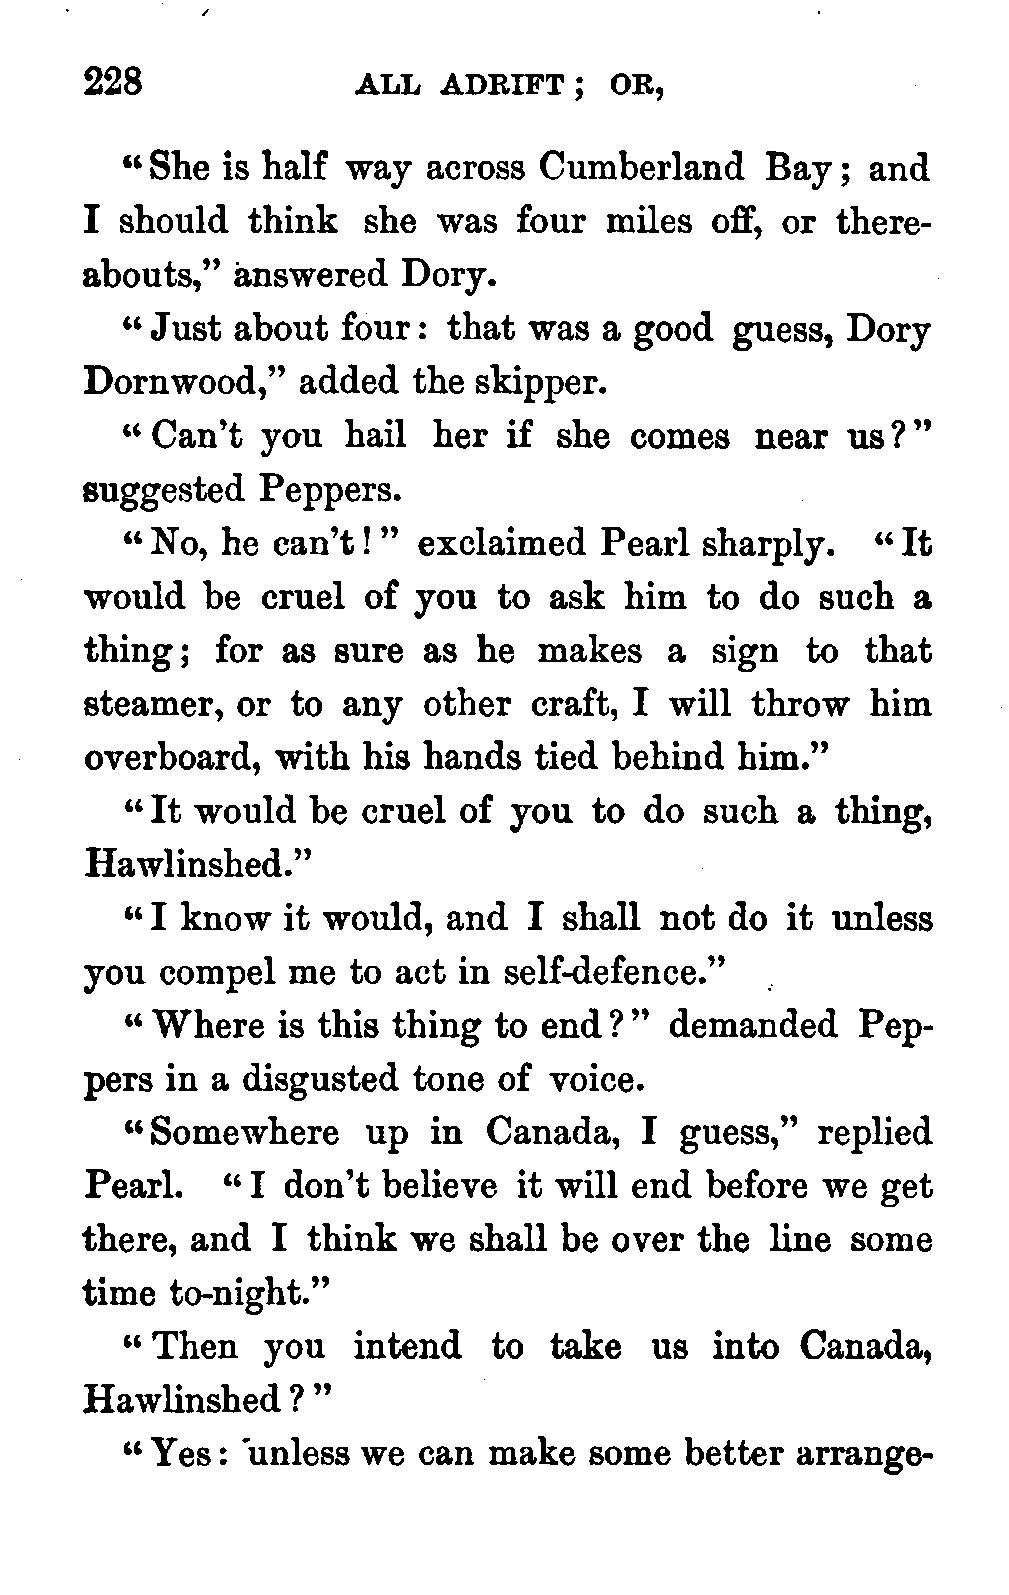 228 ALL ADRIFT; OR,
"She is half way across Cumberland Bay; and
I should think she was four miles off, or there-
abouts," answered Dory.
"Just about four: that was a good guess, Dory
Dornwood," added the skipper.
"Can't you hail her if she comes near us?"
suggested Peppers.
"No, he can't!" exclaimed Pearl sharply. "It
would be cruel of you to ask him to do such a
thing; for as sure as he makes a sign to that
steamer, or to any other craft, I will throw him
overboard, with his hands tied behind him."
"It would be cruel of you to do such a thing,
Hawlinshed."
"I know it would, and I shall not do it unless
you compel me to act in self-defence."
"Where is this thing to end?" demanded Pep-
pers in a disgusted tone of voice.
"Somewhere up in Canada, I guess," replied
Pearl. "I don't believe it will end before we get
there, and I think we shall be over the line some
time to-night."
"Then you intend to take us into Canada,
Hawlinshed?"
"Yes: unless we can make some better arrange-